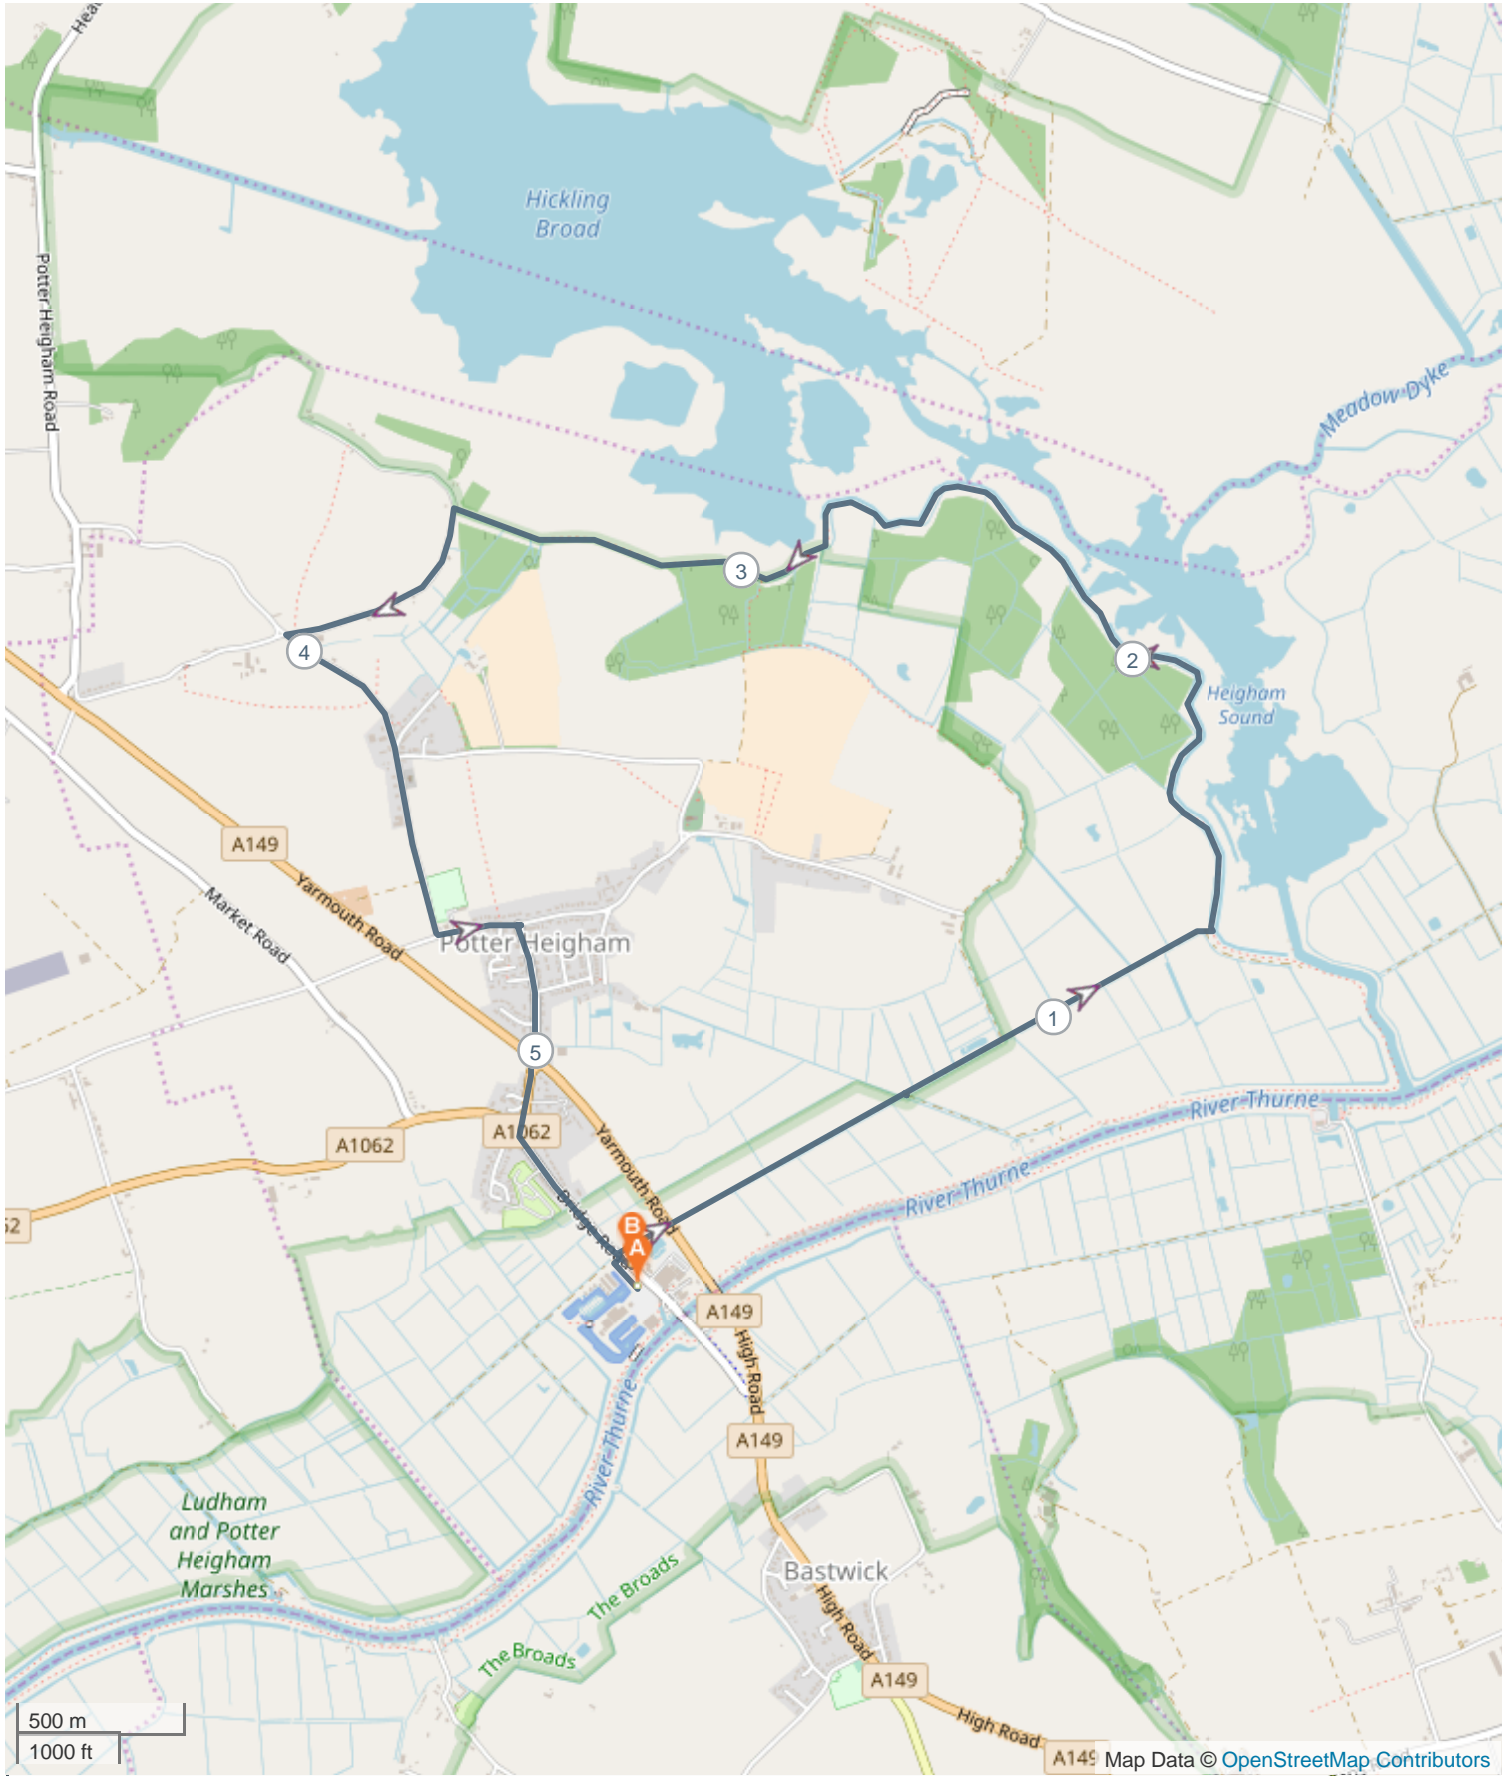 Hickling
Broad
Potter Heigham Road
Meadow Dyke
3
4
2
Heigham
Sound
A149
Yarmouth Road
Market Road
Potter Heigham
1
5
River Thurne
A1062
A1062
Yarmouth Road
River Thurne
Bridge Road
B
A
A149
High Road
River Thurne
A149
Ludham
and Potter
Heigham
Marshes
Bastwick
The Broads
High Road
The Broads
A149
High Road
500 m
1000 ft
A149
Map Data © OpenStreetMap Contributors